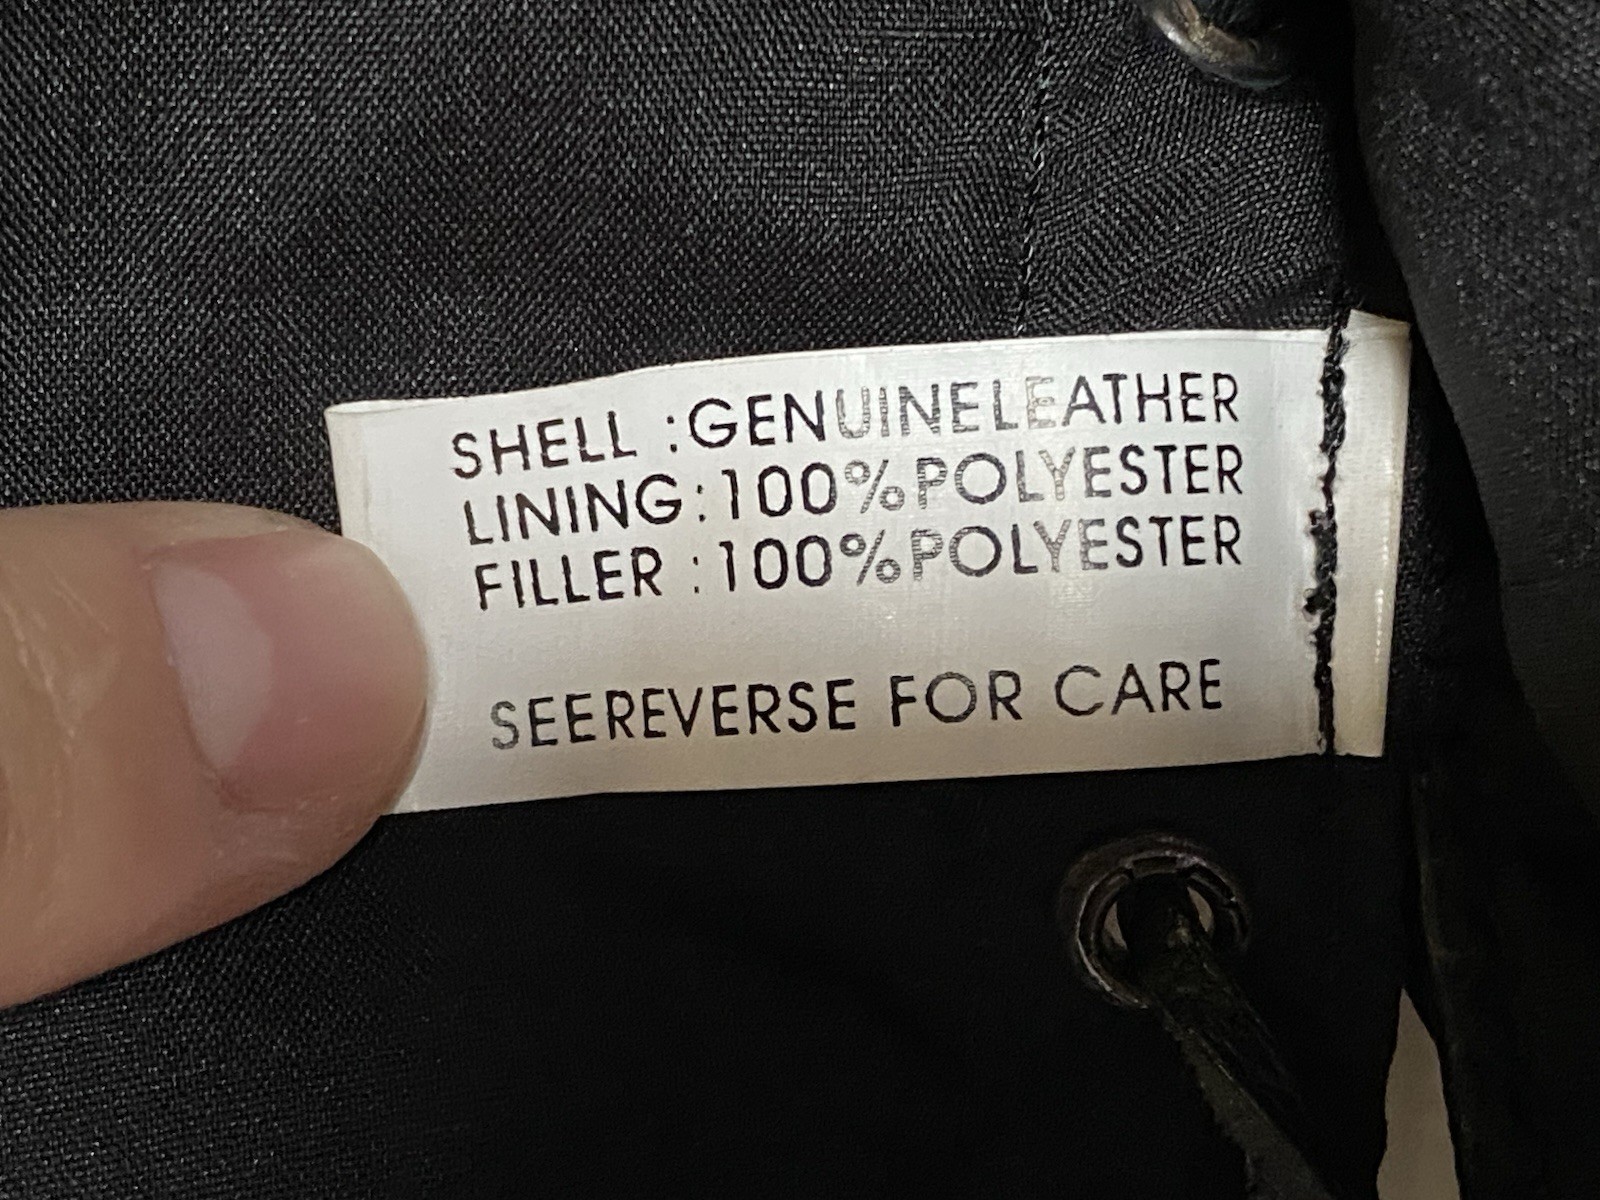 SHELL :GENUINELEATHER
LINING:100%POLYESTER
FILLER :100%POLYESTER
SEEREVERSE FOR CARE